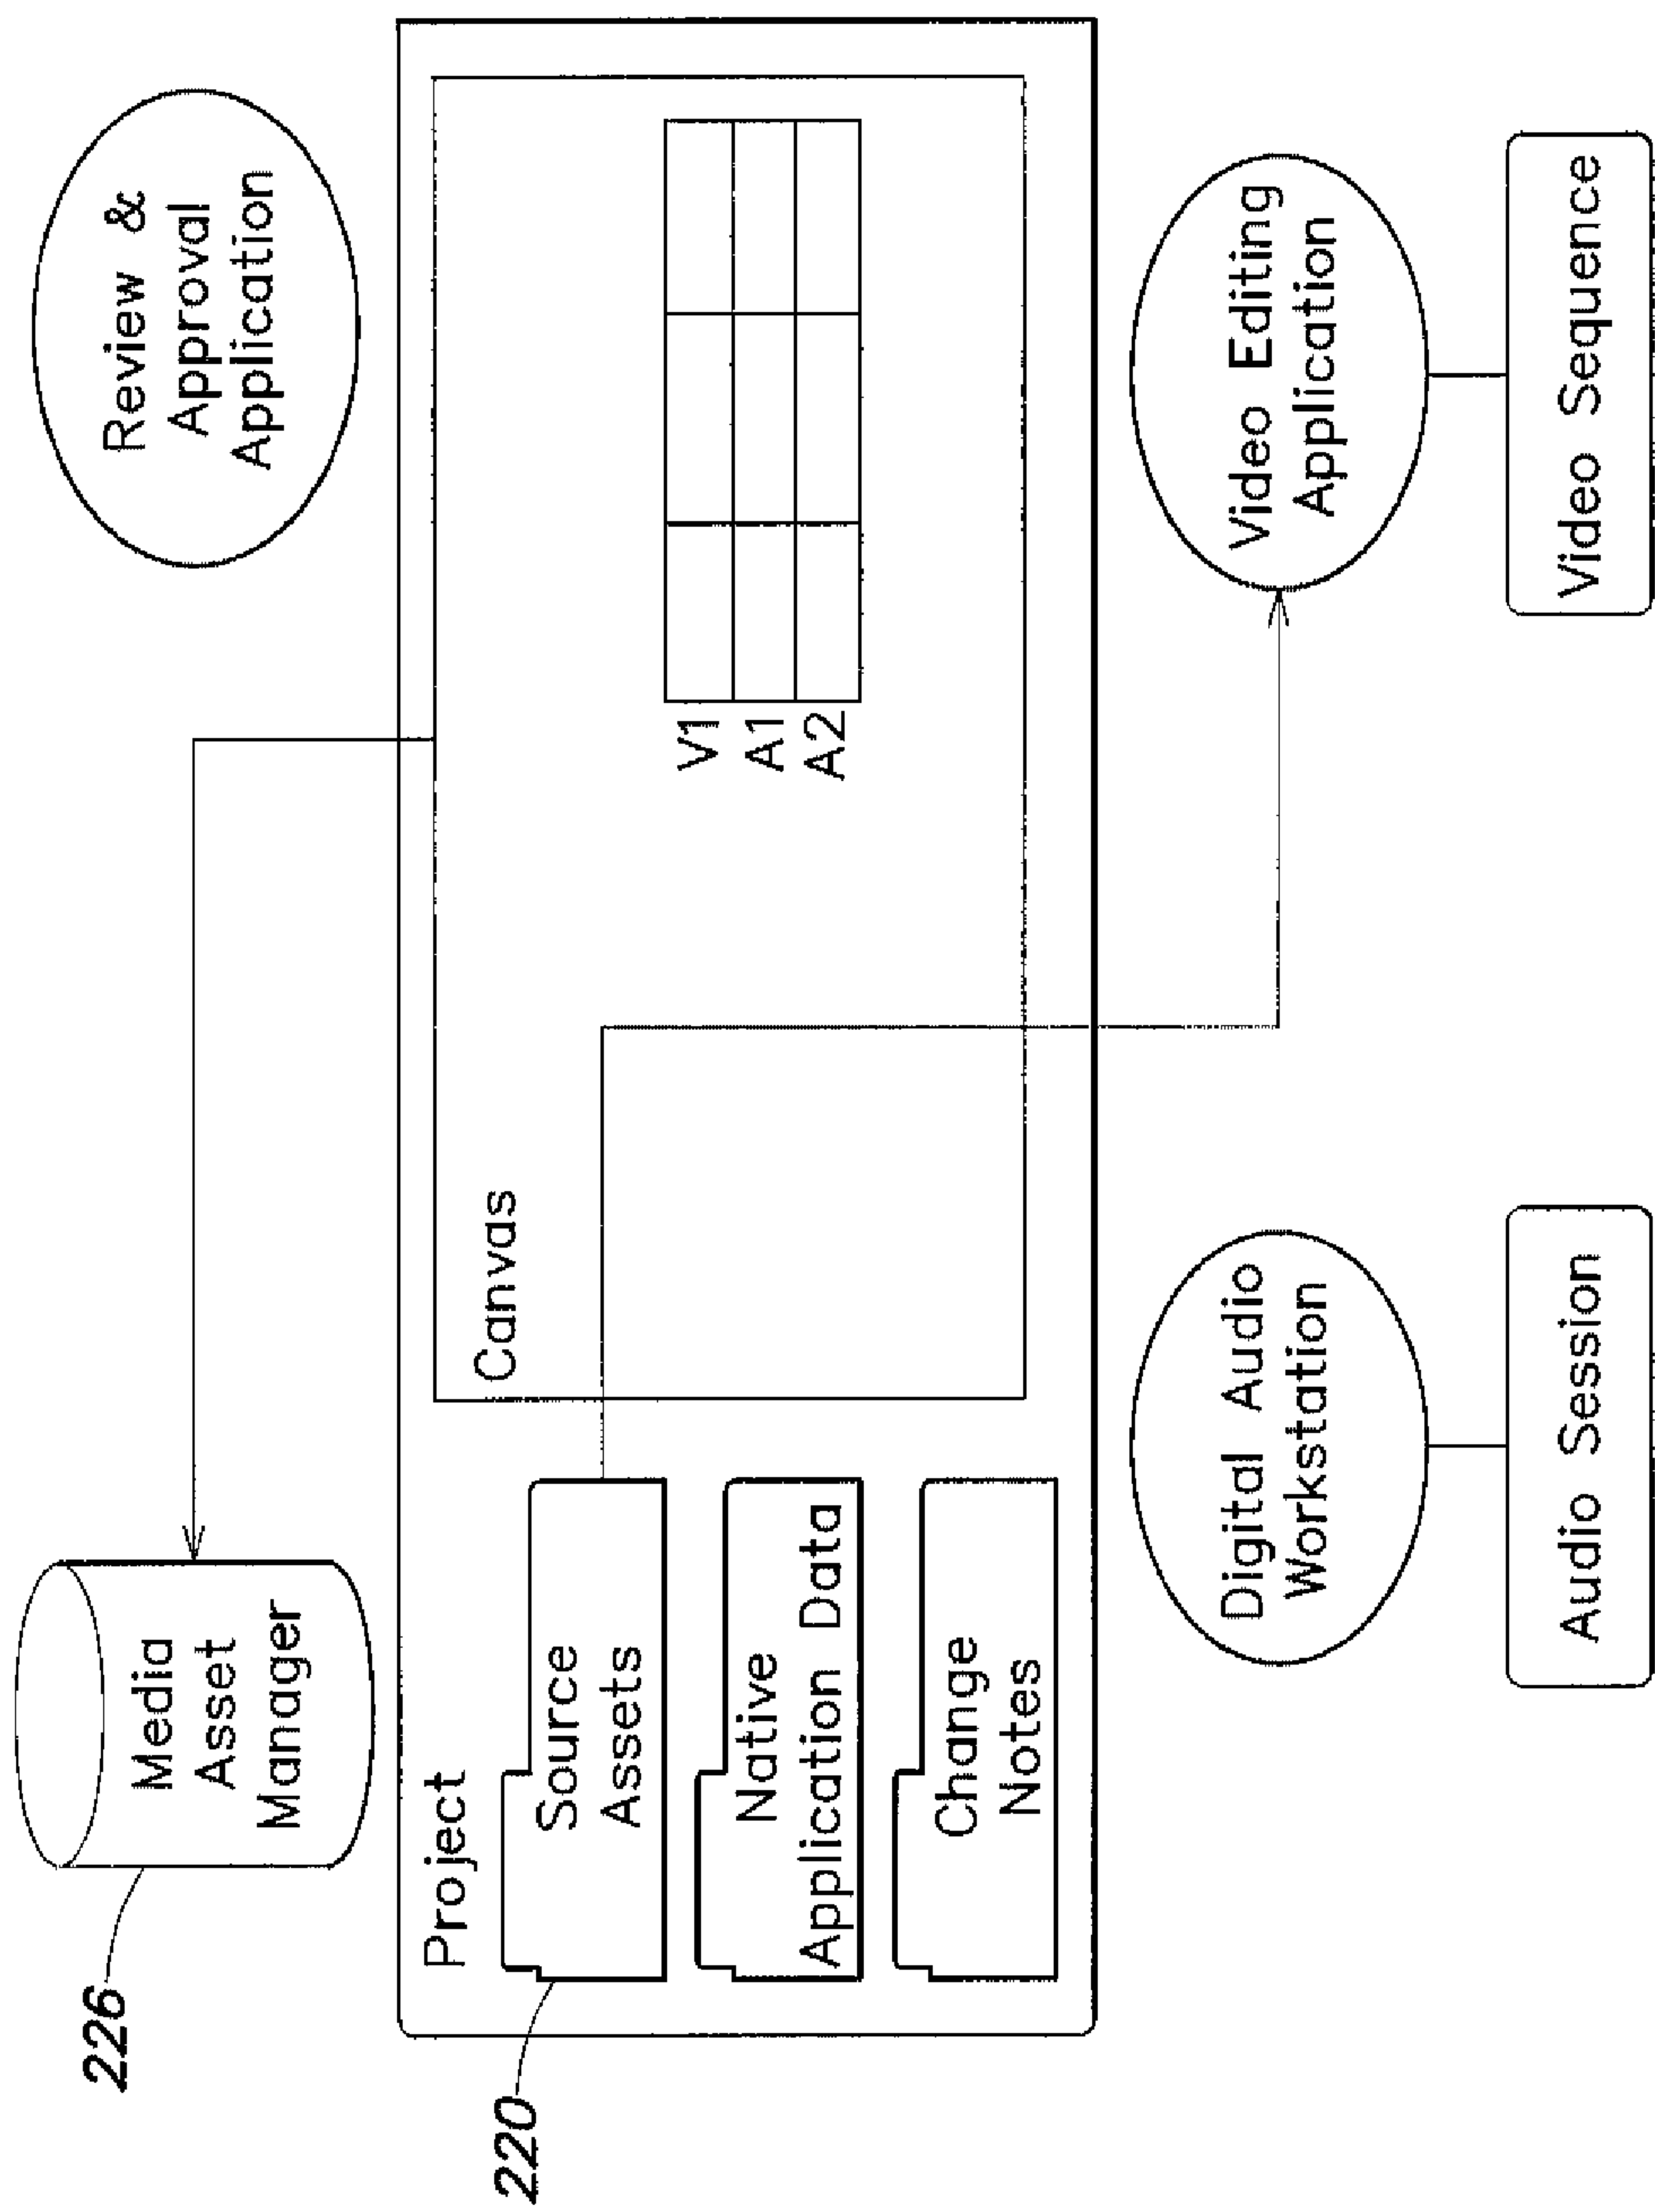 226
Media
Asset
Manager
Review &
Approval
Application
Project
220
Source
Assets
Native
Application Data
Change
Notes
Canvas
V1
A1
A2
Digital Audio
Workstation
Video Editing
Application
Audio Session
Video Sequence